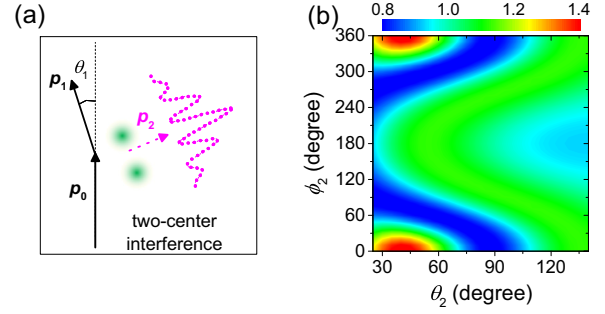 (a)
θ1
p1
p2
p0
two-center
interference
(b)
0.8 1.0 1.2 1.4
360
300
240
180
120
60
0
ϕ2 (degree)
30 60 90 120
θ2 (degree)